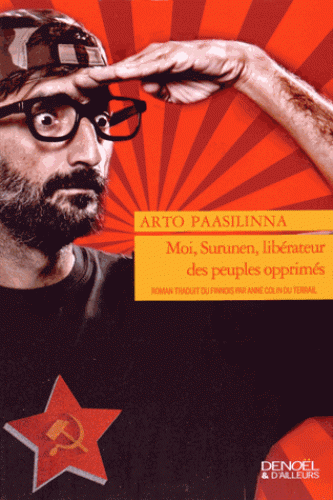 ARTO PAASILINNA
Moi, Surunen, libérateur
des peuples opprimés
ROMAN TRADUIT DU FINNOIS PAR ANNE COLIN DU TERRAIL
DENOËL
& D'AILLEURS